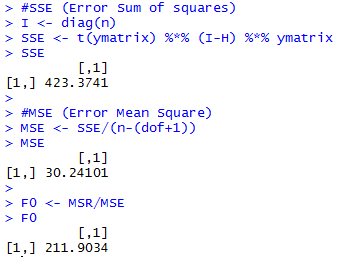 > #SSE (Error Sum of squares)
> I <- diag(n)
> SSE <- t(ymatrix) %*% (I-H) %*% ymatrix
> SSE
         [,1]
[1,] 423.3741
>
> #MSE (Error Mean Square)
> MSE <- SSE/(n-(dof+1))
> MSE
         [,1]
[1,] 30.24101
>
> F0 <- MSR/MSE
> F0
         [,1]
[1,] 211.9034